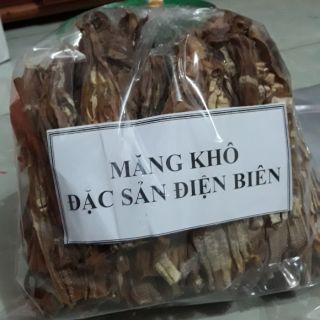 MĂNG KHÔ
ĐẶC SẢN ĐIỆN BIÊN